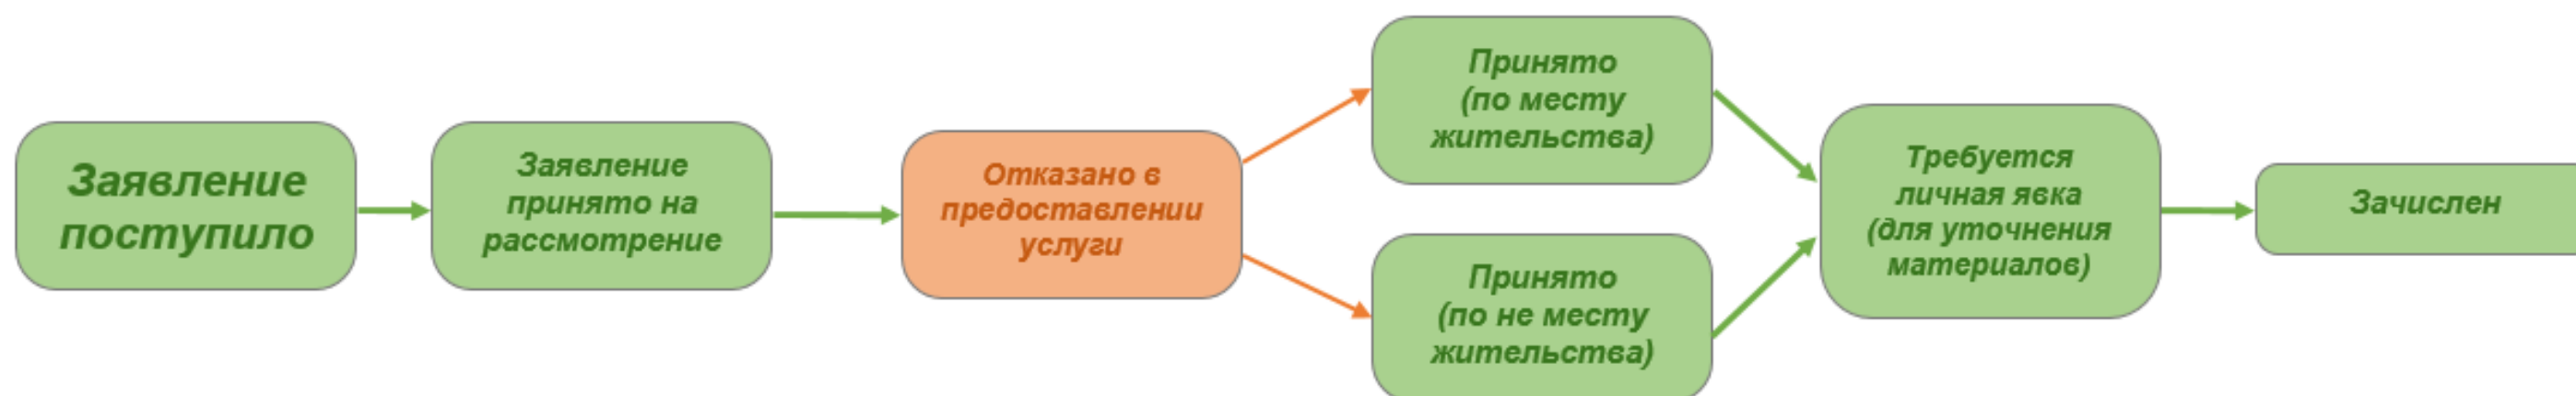 Заявление
поступило
Заявление
принято на
рассмотрение
Отказано в
предоставлении
услуги
Принято
(по месту
жительства)
Принято
(по не месту
жительства)
Требуется
личная явка
(для уточнения
материалов)
Зачислен